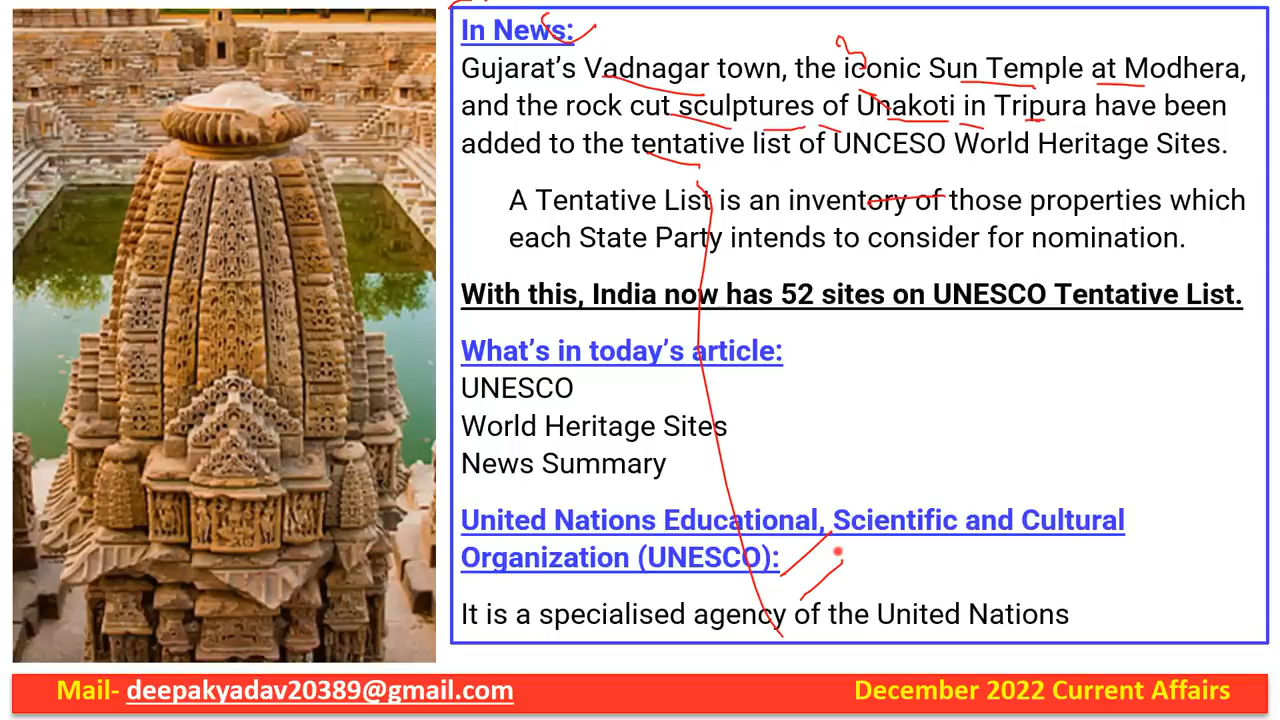 In News:
Gujarat's Vadnagar town, the iconic Sun Temple at Modhera,
and the rock cut sculptures of Unakoti in Tripura have been
added to the tentative list of UNCESO World Heritage Sites.
A Tentative List is an inventory of those properties which
each State Party intends to consider for nomination.
With this, India now has 52 sites on UNESCO Tentative List.
What's in today's article:
UNESCO
World Heritage Sites
News Summary
United Nations Educational, Scientific and Cultural
Organization (UNESCO):
It is a specialised agency of the United Nations
Mail- deepakyadav20389@gmail.com
December 2022 Current Affairs